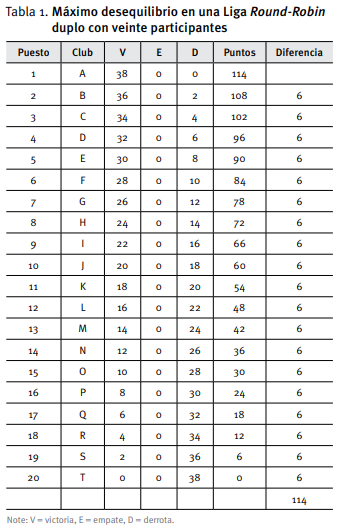 Tabla 1. Máximo desequilibrio en una Liga Round-Robin
duplo con veinte participantes
Puesto Club V E D Puntos Diferencia
1 A 38 0 0 114
2 B 36 0 2 108 6
3 C 34 0 4 102 6
4 D 32 0 6 96 6
5 E 30 0 8 90 6
6 F 28 0 10 84 6
7 G 26 0 12 78 6
8 H 24 0 14 72 6
9 I 22 0 16 66 6
10 J 20 0 18 60 6
11 K 18 0 20 54 6
12 L 16 0 22 48 6
13 M 14 0 24 42 6
14 N 12 0 26 36 6
15 O 10 0 28 30 6
16 P 8 0 30 24 6
17 Q 6 0 32 18 6
18 R 4 0 34 12 6
19 S 2 0 36 6 6
20 T 0 0 38 0 6
114
Note: V = victoria, E = empate, D = derrota.